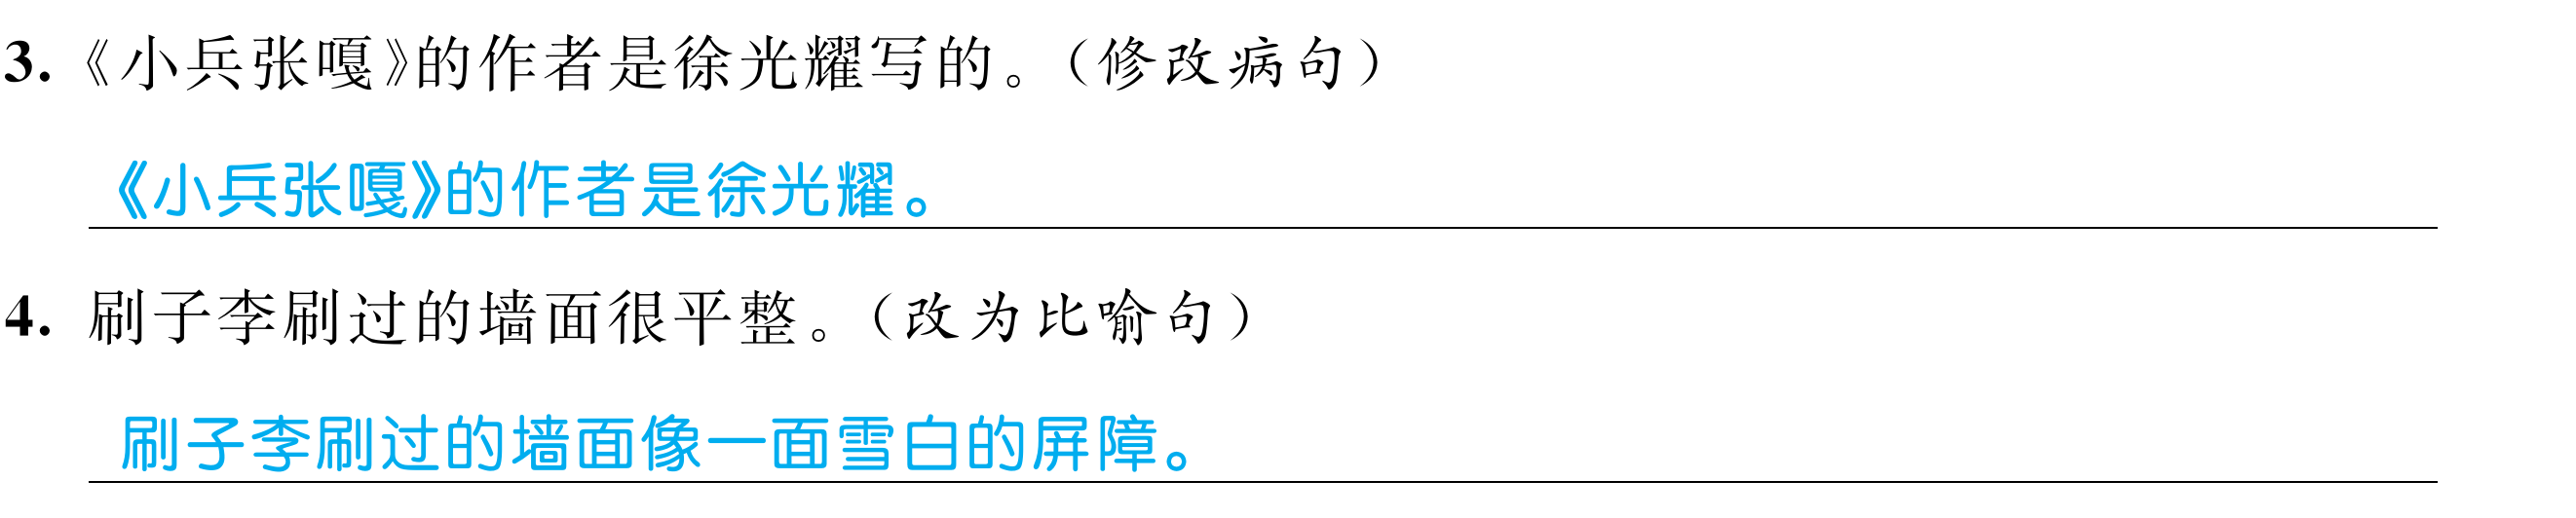 3. 《小兵张嘎》的作者是徐光耀写的。（修改病句）
《小兵张嘎》的作者是徐光耀。
4. 刷子李刷过的墙面很平整。（改为比喻句）
刷子李刷过的墙面像一面雪白的屏障。